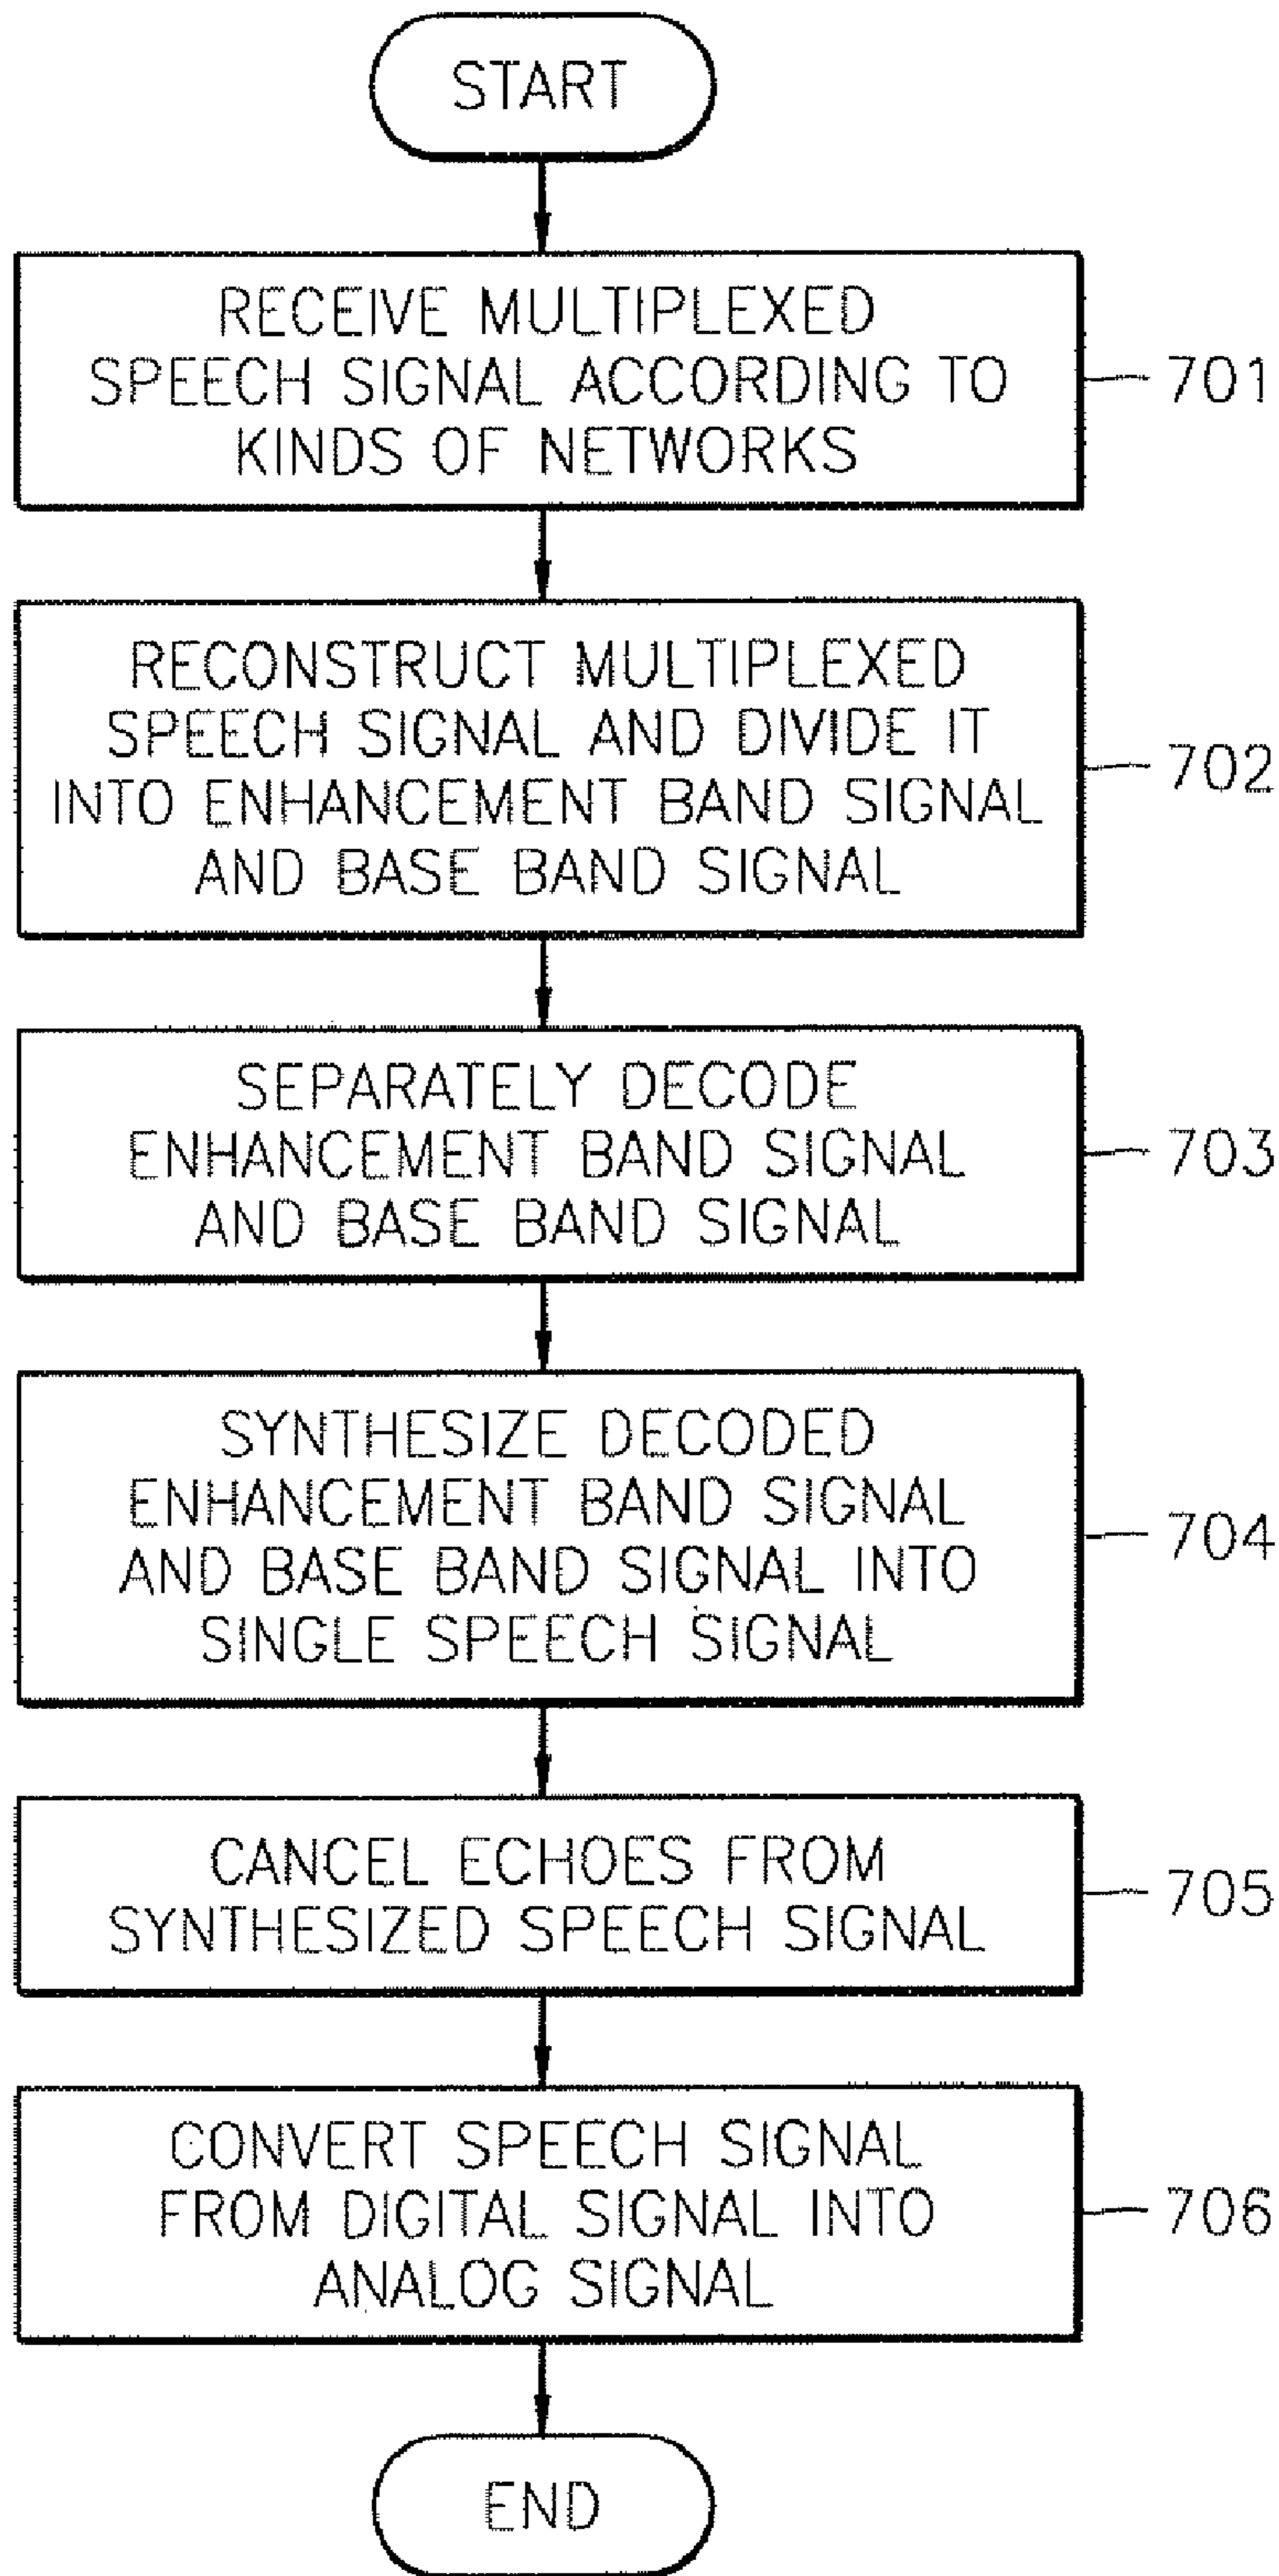 START
RECEIVE MULTIPLEXED
SPEECH SIGNAL ACCORDING TO
KINDS OF NETWORKS
701
RECONSTRUCT MULTIPLEXED
SPEECH SIGNAL AND DIVIDE IT
INTO ENHANCEMENT BAND SIGNAL
AND BASE BAND SIGNAL
702
SEPARATELY DECODE
ENHANCEMENT BAND SIGNAL
AND BASE BAND SIGNAL
703
SYNTHESIZE DECODED
ENHANCEMENT BAND SIGNAL
AND BASE BAND SIGNAL INTO
SINGLE SPEECH SIGNAL
704
CANCEL ECHOES FROM
SYNTHESIZED SPEECH SIGNAL
705
CONVERT SPEECH SIGNAL
FROM DIGITAL SIGNAL INTO
ANALOG SIGNAL
706
END